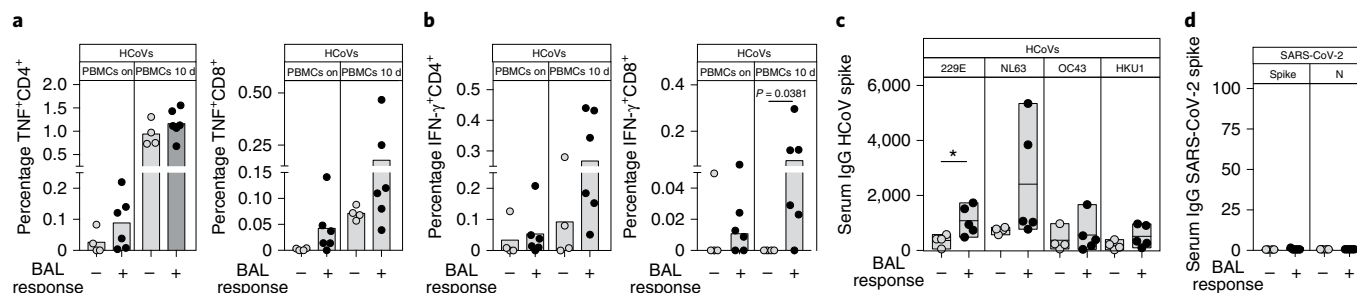 a
HCoVs
PBMCs on PBMCs 10 d
Percentage TNF⁺CD4⁺
2.0
1.5
1.0
0.5
0.2
0.1
0
BAL response
– + – +
HCoVs
PBMCs on PBMCs 10 d
Percentage TNF⁺CD8⁺
0.50
0.25
0.15
0.10
0.05
0
– + – +
b
HCoVs
PBMCs on PBMCs 10 d
Percentage IFN-γ⁺CD4⁺
0.5
0.4
0.3
0.2
0.1
0
BAL response
– + – +
HCoVs
PBMCs on PBMCs 10 d
P = 0.0381
Percentage IFN-γ⁺CD8⁺
0.4
0.2
0.04
0.02
0
– + – +
c
HCoVs
229E NL63 OC43 HKU1
Serum IgG HCoV spike
6,000
4,000
2,000
0
*
BAL response
– + – + – + – +
d
SARS-CoV-2
Spike N
Serum IgG SARS-CoV-2 spike
100
75
50
25
0
BAL response
– + – +